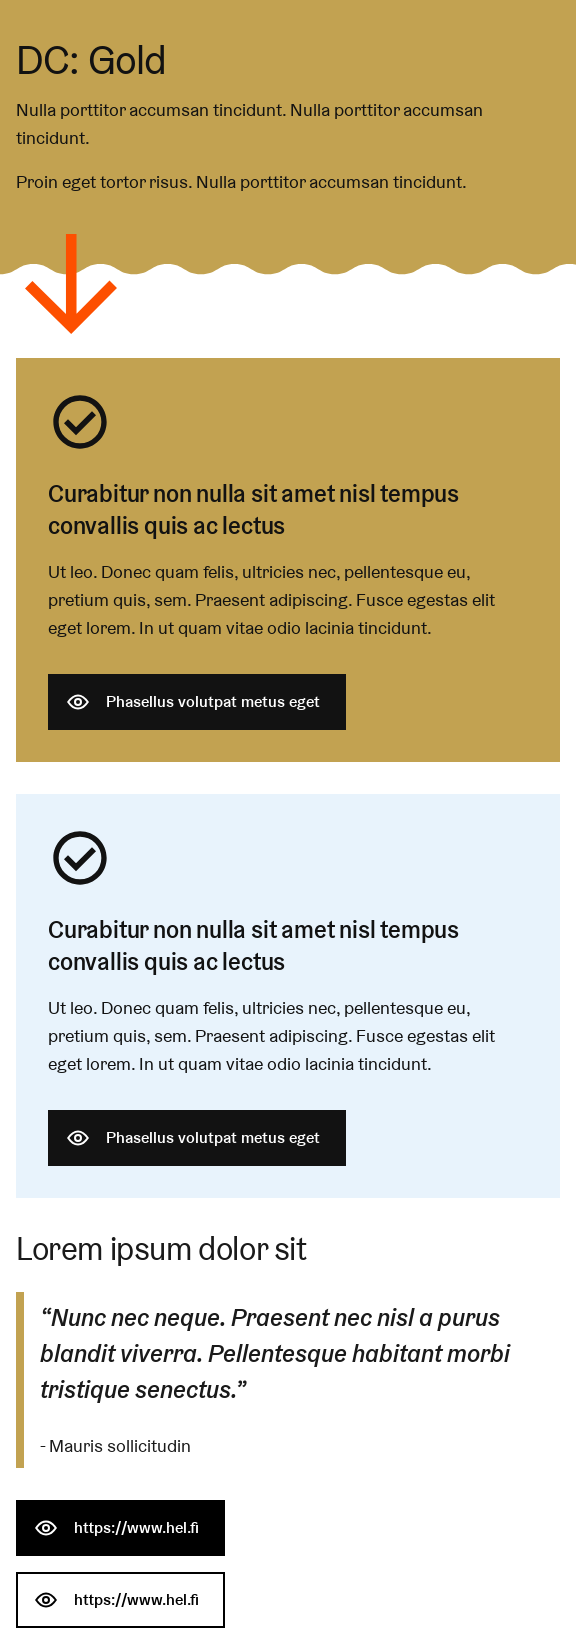 DC: Gold
Nulla porttitor accumsan tincidunt. Nulla porttitor accumsan
tincidunt.
Proin eget tortor risus. Nulla porttitor accumsan tincidunt.
Curabitur non nulla sit amet nisl tempus
convallis quis ac lectus
Ut leo. Donec quam felis, ultricies nec, pellentesque eu,
pretium quis, sem. Praesent adipiscing. Fusce egestas elit
eget lorem. In ut quam vitae odio lacinia tincidunt.
Phasellus volutpat metus eget
Curabitur non nulla sit amet nisl tempus
convallis quis ac lectus
Ut leo. Donec quam felis, ultricies nec, pellentesque eu,
pretium quis, sem. Praesent adipiscing. Fusce egestas elit
eget lorem. In ut quam vitae odio lacinia tincidunt.
Phasellus volutpat metus eget
Lorem ipsum dolor sit
“Nunc nec neque. Praesent nec nisl a purus
blandit viverra. Pellentesque habitant morbi
tristique senectus.”
- Mauris sollicitudin
https://www.hel.fi
https://www.hel.fi